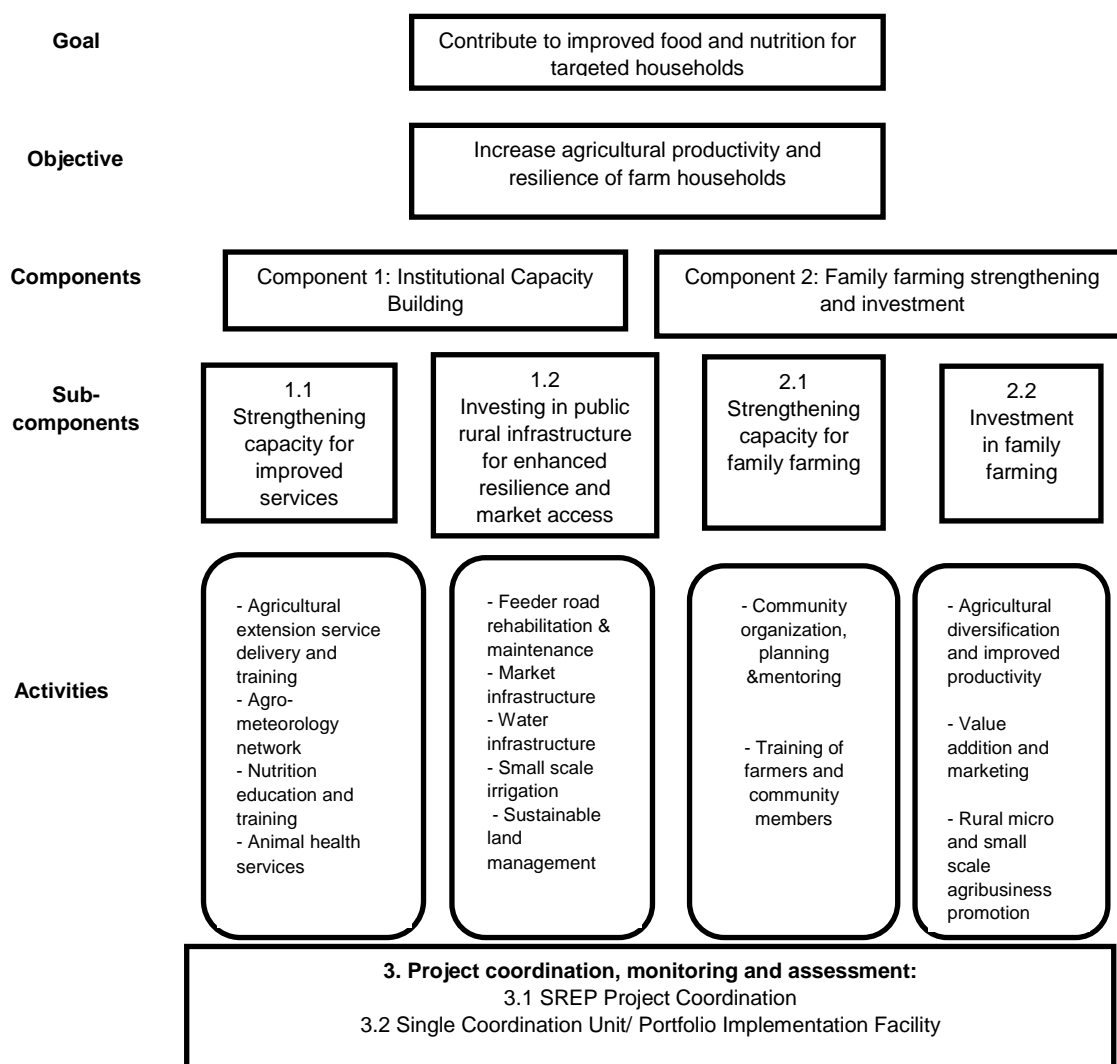 Goal
Contribute to improved food and nutrition for
targeted households
Objective
Increase agricultural productivity and
resilience of farm households
Components
Component 1: Institutional Capacity
Building
Component 2: Family farming strengthening
and investment
Sub-
components
1.1
Strengthening
capacity for
improved
services
1.2
Investing in public
rural infrastructure
for enhanced
resilience and
market access
2.1
Strengthening
capacity for
family farming
2.2
Investment
in family
farming
Activities
- Agricultural
extension service
delivery and
training
- Agro-
meteorology
network
- Nutrition
education and
training
- Animal health
services
- Feeder road
rehabilitation &
maintenance
- Market
infrastructure
- Water
infrastructure
- Small scale
irrigation
- Sustainable
land
management
- Community
organization,
planning
&mentoring
- Training of
farmers and
community
members
- Agricultural
diversification
and improved
productivity
- Value
addition and
marketing
- Rural micro
and small
scale
agribusiness
promotion
3. Project coordination, monitoring and assessment:
3.1 SREP Project Coordination
3.2 Single Coordination Unit/ Portfolio Implementation Facility